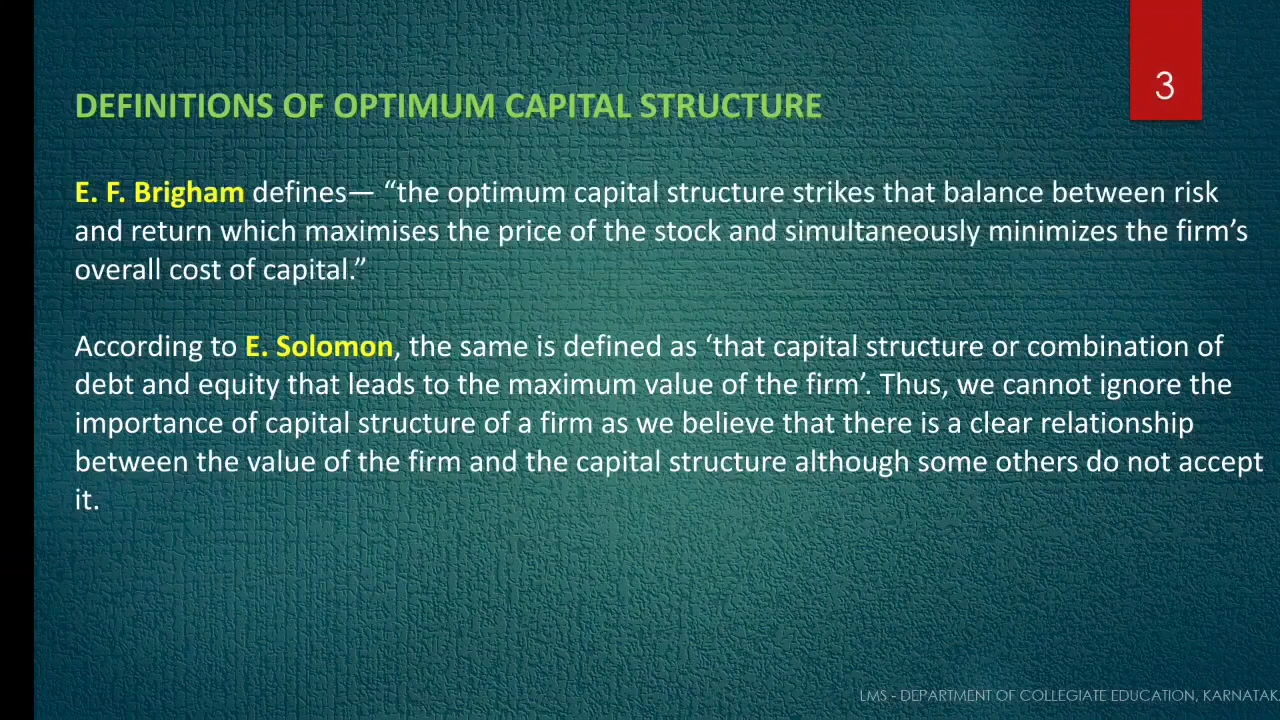 3
DEFINITIONS OF OPTIMUM CAPITAL STRUCTURE
E. F. Brigham defines— “the optimum capital structure strikes that balance between risk
and return which maximises the price of the stock and simultaneously minimizes the firm’s
overall cost of capital.”
According to E. Solomon, the same is defined as ‘that capital structure or combination of
debt and equity that leads to the maximum value of the firm’. Thus, we cannot ignore the
importance of capital structure of a firm as we believe that there is a clear relationship
between the value of the firm and the capital structure although some others do not accept
it.
LMS - DEPARTMENT OF COLLEGIATE EDUCATION, KARNATAK